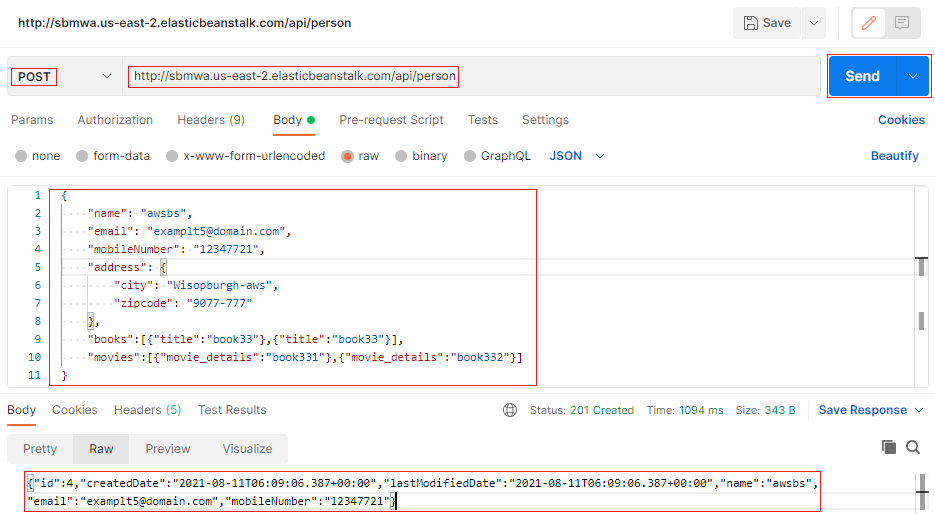 http://sbmwa.us-east-2.elasticbeanstalk.com/api/person Save
POST http://sbmwa.us-east-2.elasticbeanstalk.com/api/person Send
Params Authorization Headers (9) Body Pre-request Script Tests Settings Cookies
none form-data x-www-form-urlencoded raw binary GraphQL JSON Beautify
1 {
2 "name": "awsbs",
3 "email": "examplt5@domain.com",
4 "mobileNumber": "12347721",
5 "address": {
6 "city": "Wisopburgh-aws",
7 "zipcode": "9077-777"
8 },
9 "books":[{"title":"book33"},{"title":"book33"}],
10 "movies":[{"movie_details":"book331"},{"movie_details":"book332"}]
11 }
Body Cookies Headers (5) Test Results Status: 201 Created Time: 1094 ms Size: 343 B Save Response
Pretty Raw Preview Visualize
{"id":4,"createdDate":"2021-08-11T06:09:06.387+00:00","lastModifiedDate":"2021-08-11T06:09:06.387+00:00","name":"awsbs",
"email":"examplt5@domain.com","mobileNumber":"12347721"}